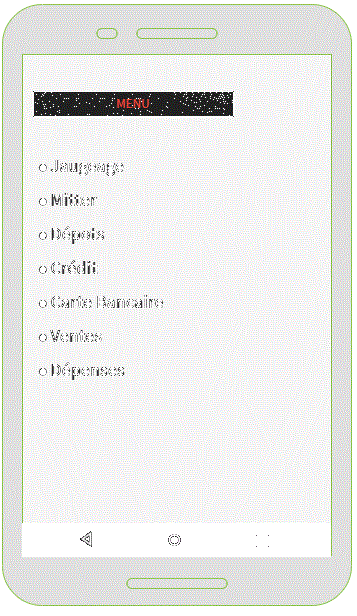 MENU
Jaugeage
Mitter
Dépots
Crédit
Carte Bancaire
Ventes
Dépenses